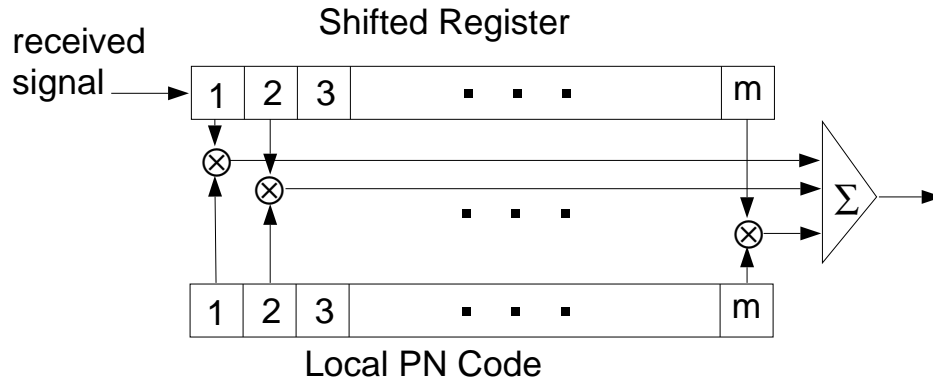 Shifted Register
received
signal
1 2 3 . . . m
⊗
⊗
. . .
⊗
Σ
1 2 3 . . . m
Local PN Code